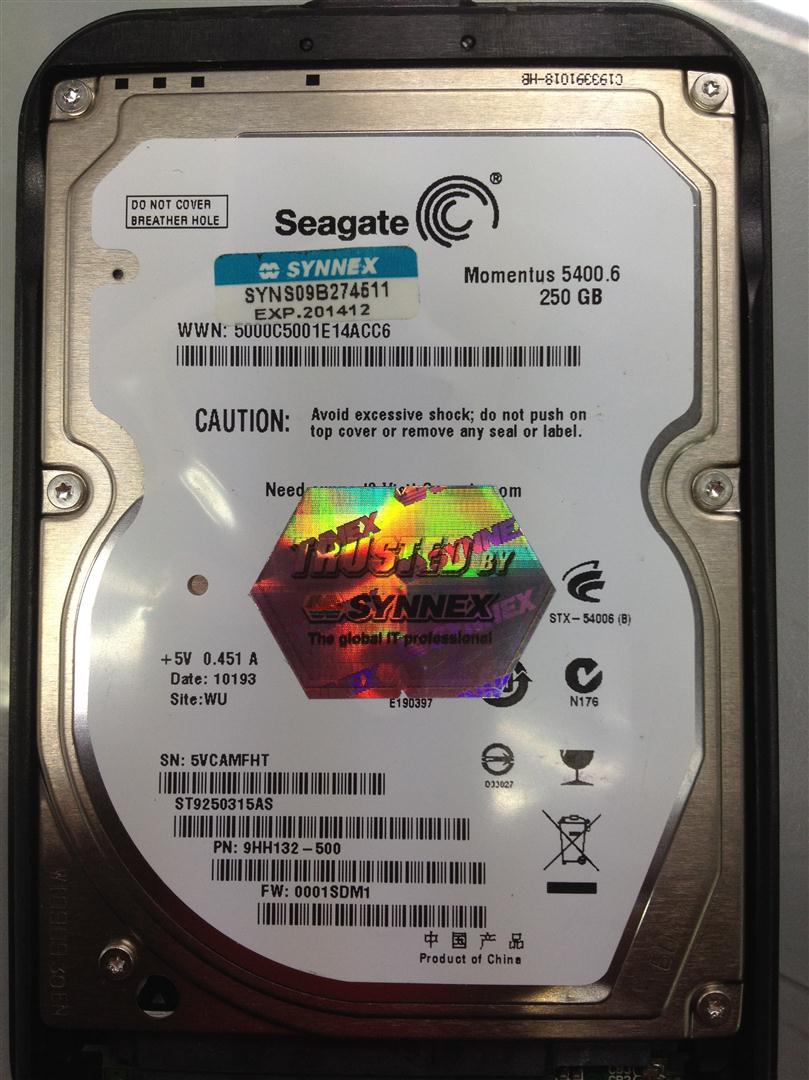 C1933391018-HB
DO NOT COVER
BREATHER HOLE
Seagate®
SYNNEX
SYNS09B274511
EXP.201412
Momentus 5400.6
250 GB
WWN: 5000C5001E14ACC6
CAUTION:
Avoid excessive shock; do not push on
top cover or remove any seal or label.
Need
TRUSTED BY
SYNNEX
The global IT professional
STX-54006 (B)
+5V 0.451 A
Date: 10193
Site:WU
E190397
N176
D33027
SN: 5VCAMFHT
ST9250315AS
PN: 9HH132-500
FW: 0001SDM1
中国产品
Product of China